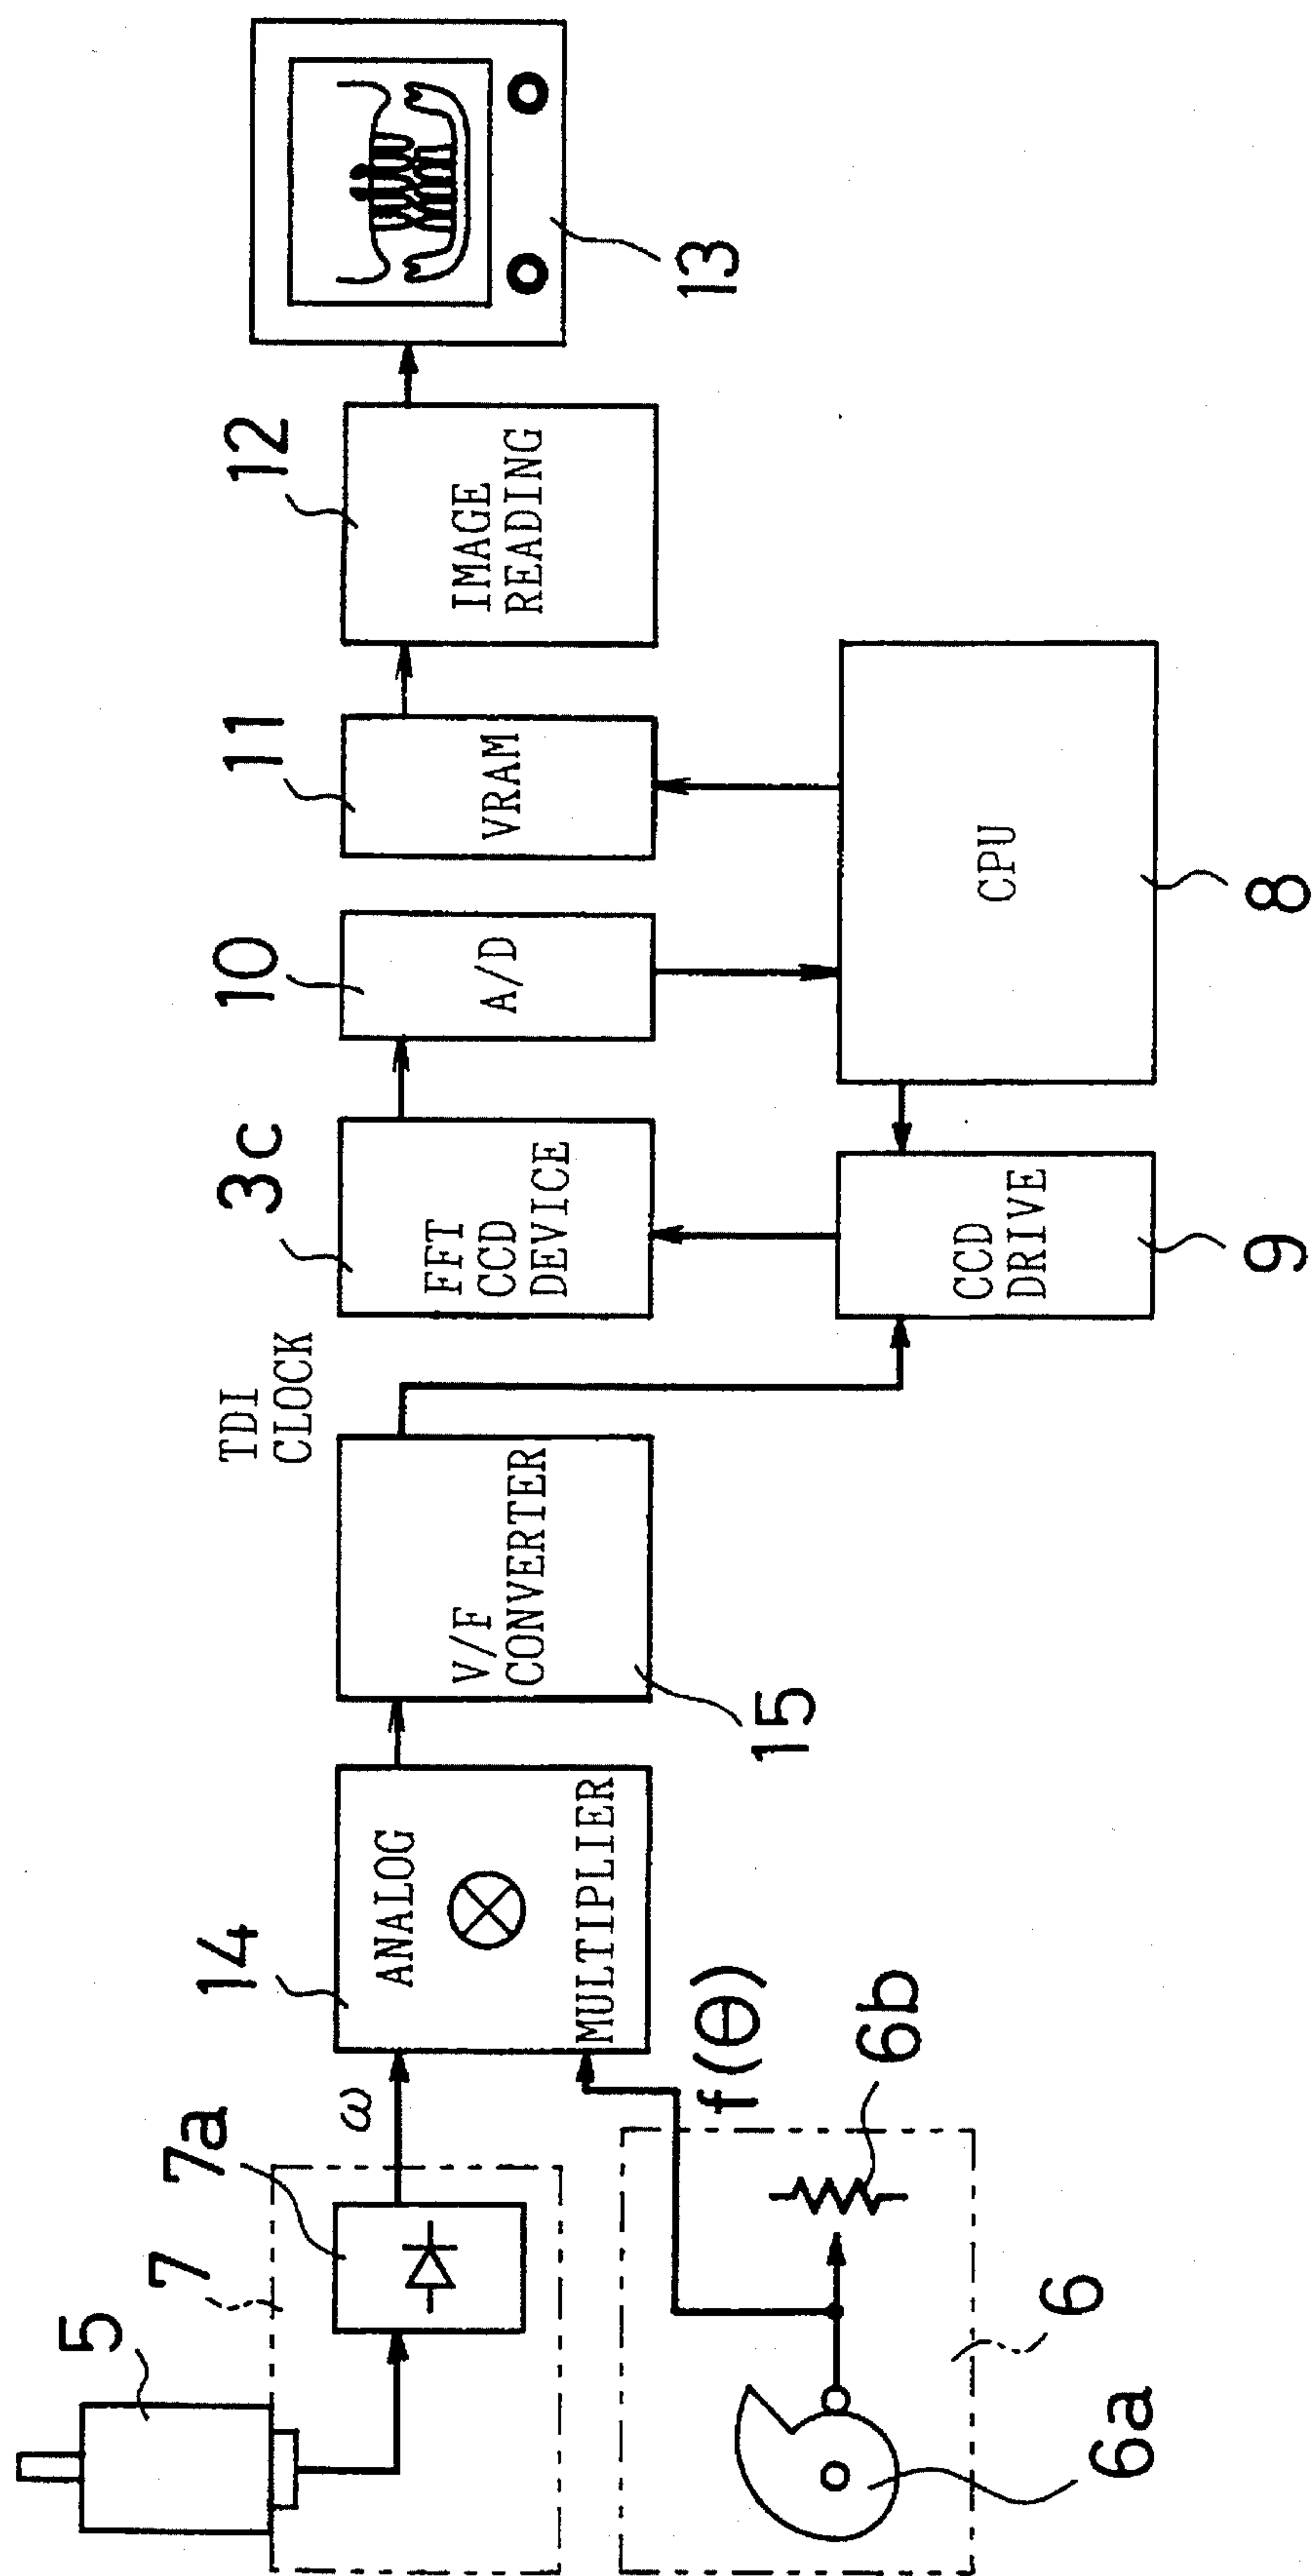 5
7
7a
ω
14
ANALOG
MULTIPLIER
f(θ)
6b
6
6a
V/F
CONVERTER
15
TDI
CLOCK
3c
FFT
CCD
DEVICE
10
A/D
11
VRAM
12
IMAGE
READING
13
CCD
DRIVE
9
CPU
8